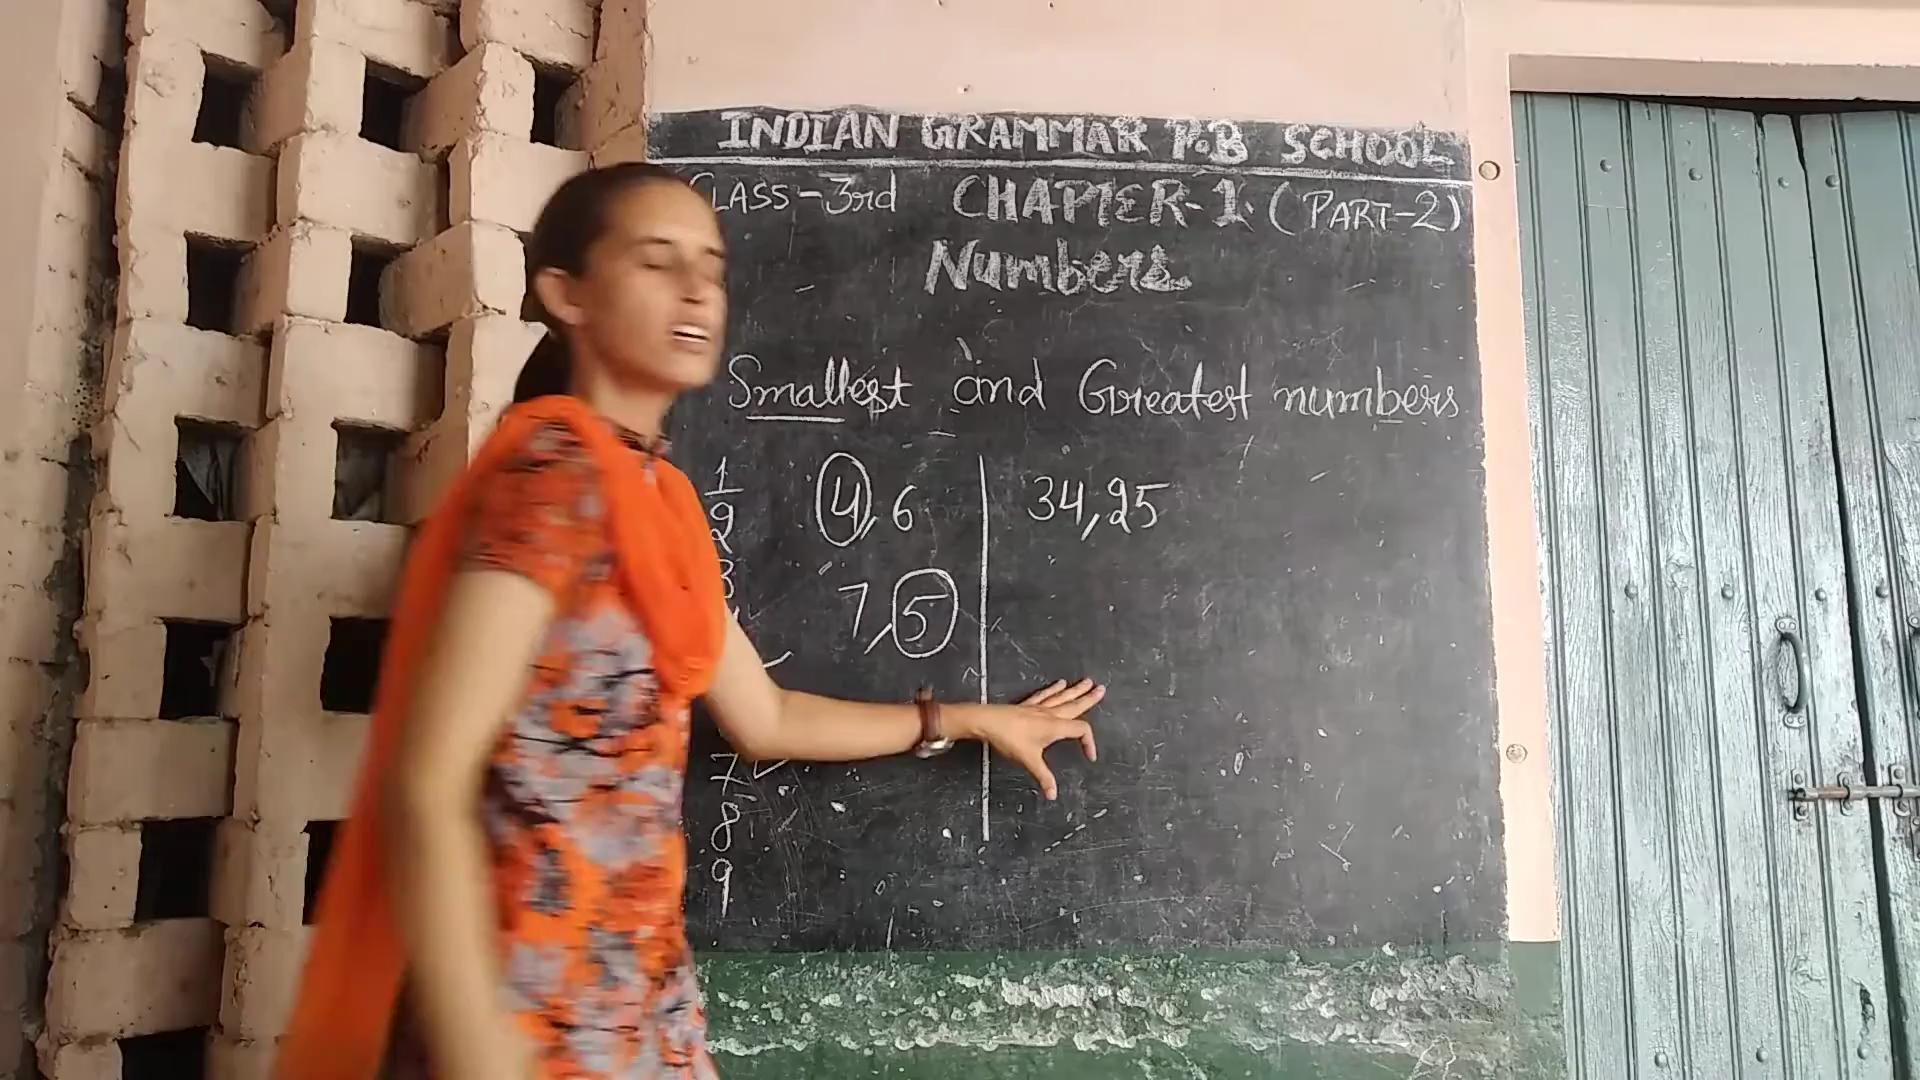 INDIAN GRAMMAR P.B SCHOOL
CLASS-3rd CHAPTER-1 (PART-2)
Numbers
Smallest and Greatest numbers
1 4, 6 34, 25
2
3
7, 5
7
8
9